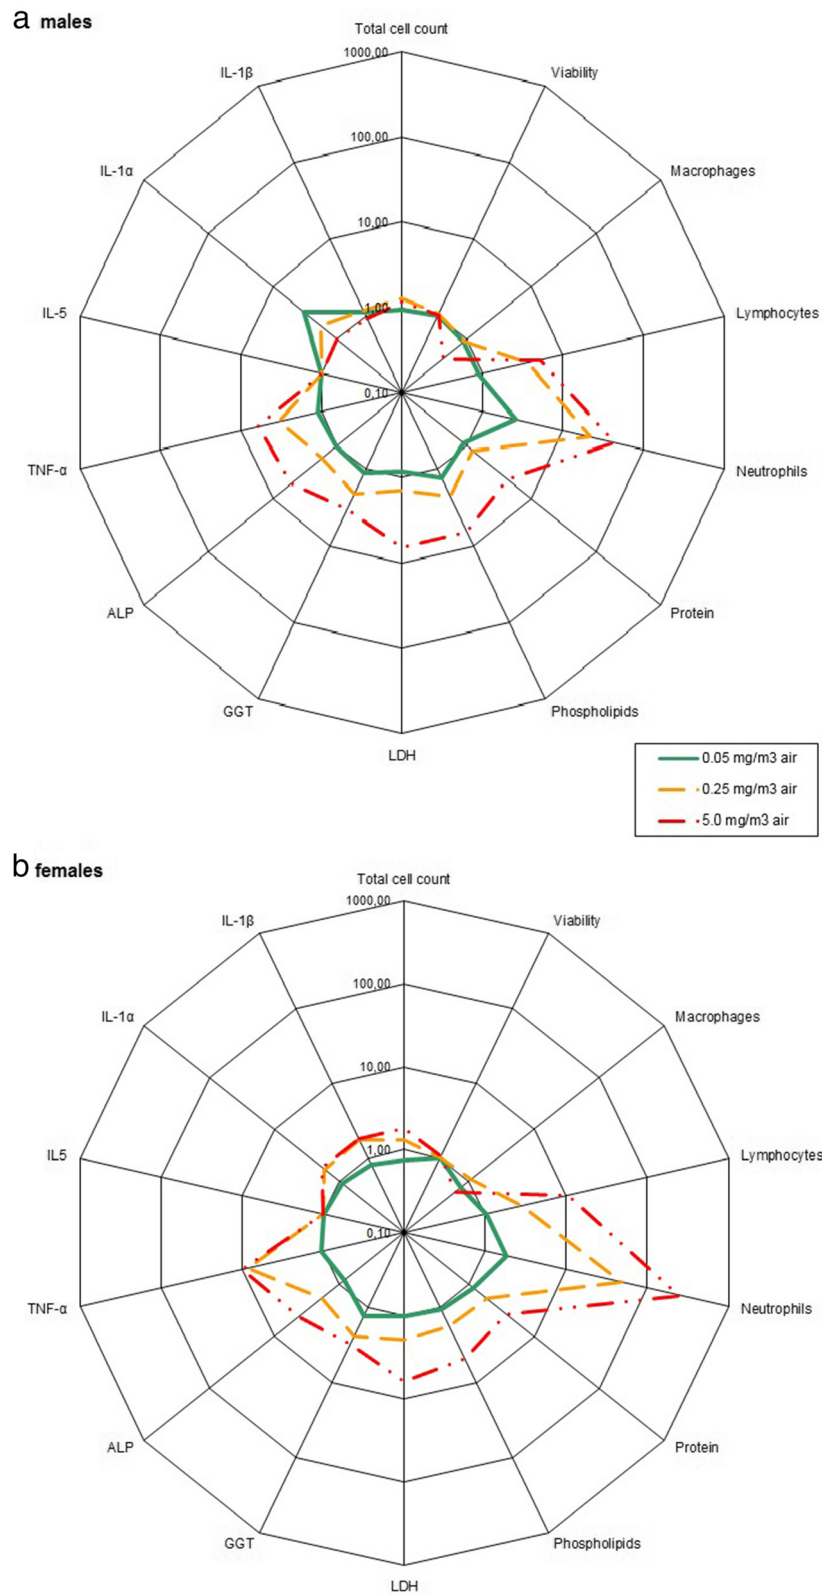 a males
Total cell count
1000,00
IL-1β
Viability
100,00
IL-1α
Macrophages
10,00
IL-5
1,00
Lymphocytes
0,10
TNF-α
Neutrophils
ALP
Protein
GGT
Phospholipids
LDH
0.05 mg/m3 air
0.25 mg/m3 air
5.0 mg/m3 air
b females
Total cell count
1000,00
IL-1β
Viability
100,00
IL-1α
Macrophages
10,00
IL5
1,00
Lymphocytes
0,10
TNF-α
Neutrophils
ALP
Protein
GGT
Phospholipids
LDH